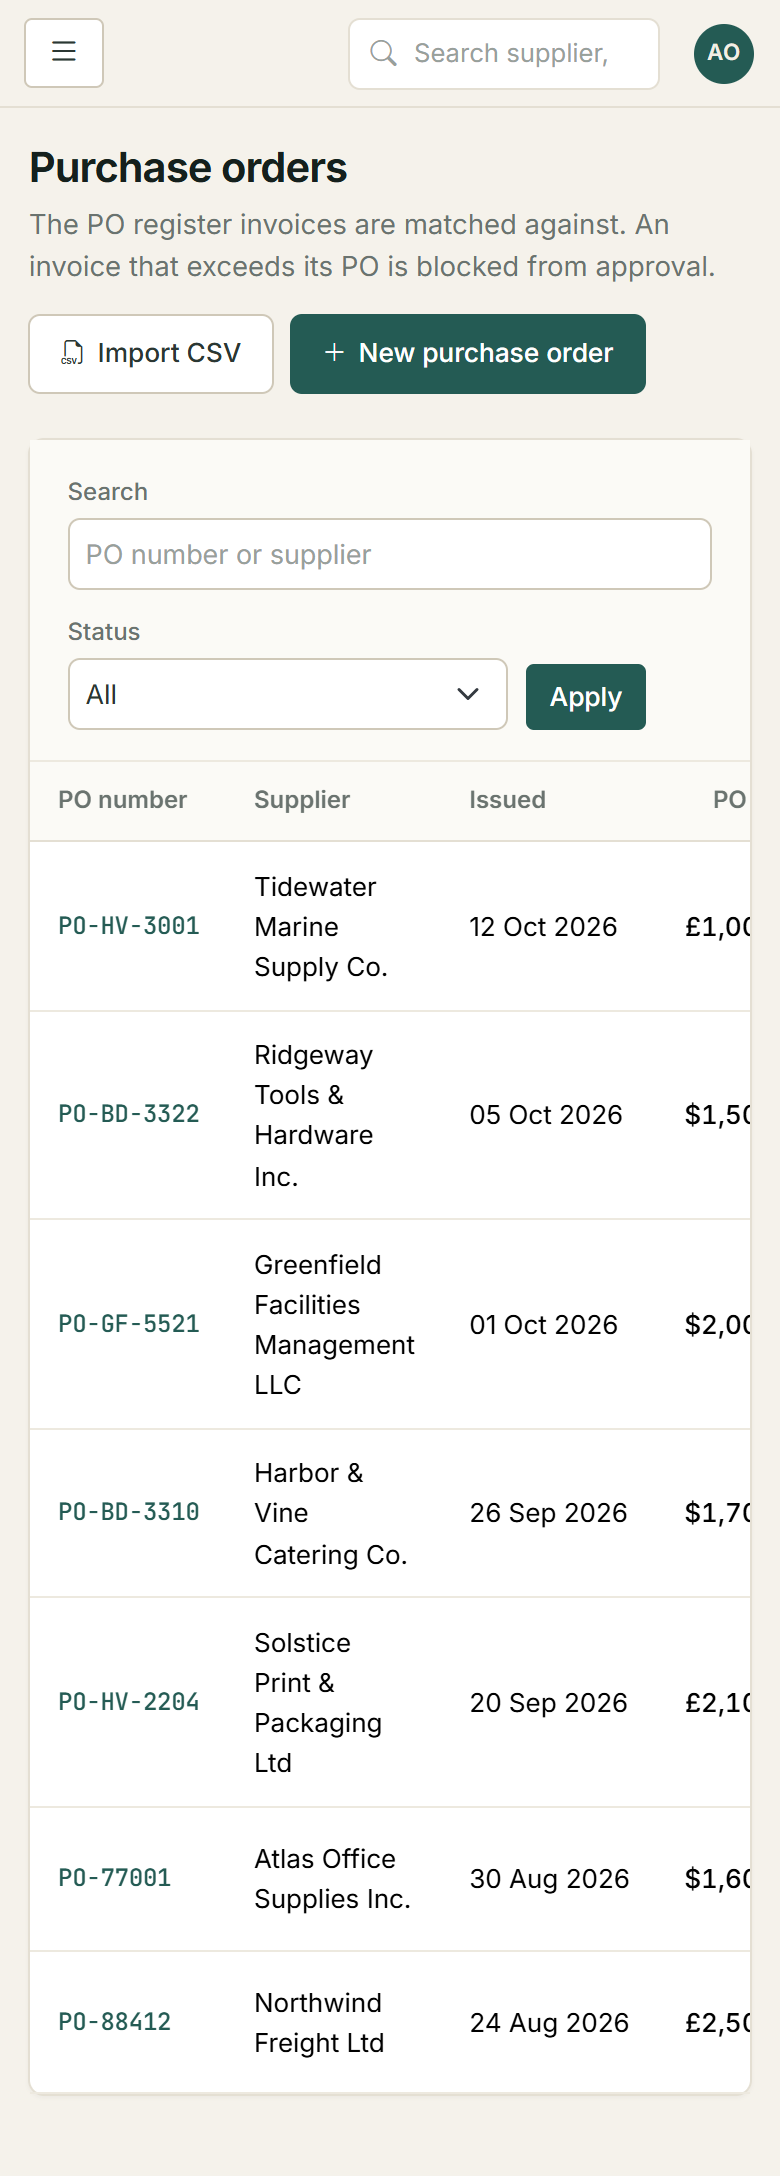 Search supplier,
AO
Purchase orders
The PO register invoices are matched against. An
invoice that exceeds its PO is blocked from approval.
CSV Import CSV
New purchase order
Search
PO number or supplier
Status
All
Apply
PO number Supplier Issued PO
PO-HV-3001 Tidewater Marine Supply Co. 12 Oct 2026
PO-BD-3322 Ridgeway Tools & Hardware Inc. 05 Oct 2026
PO-GF-5521 Greenfield Facilities Management LLC 01 Oct 2026
PO-BD-3310 Harbor & Vine Catering Co. 26 Sep 2026
PO-HV-2204 Solstice Print & Packaging Ltd 20 Sep 2026
PO-77001 Atlas Office Supplies Inc. 30 Aug 2026
PO-88412 Northwind Freight Ltd 24 Aug 2026